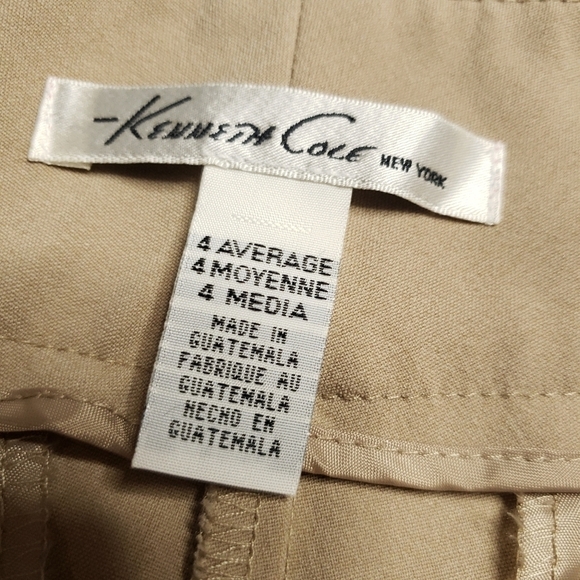 -Kenneth Cole NEW YORK
4 AVERAGE
4 MOYENNE
4 MEDIA
MADE IN
GUATEMALA
FABRIQUE AU
GUATEMALA
HECHO EN
GUATEMALA